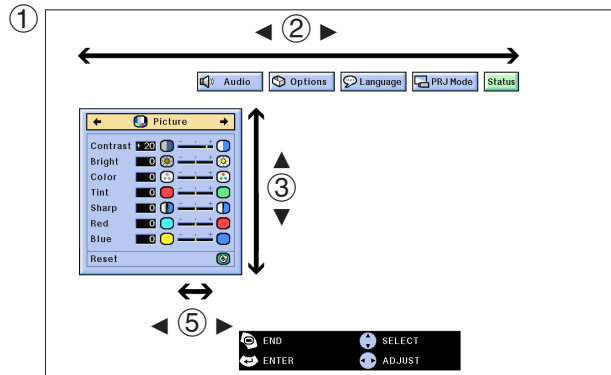 ①
◀ ② ▶
Audio Options Language PRJ Mode Status
Picture
Contrast + 20 − +
Bright 0 − +
Color 0 − +
Tint 0 − +
Sharp 0 − +
Red 0 − +
Blue 0 − +
Reset
▲
③
▼
◀ ⑤ ▶
END SELECT
ENTER ADJUST